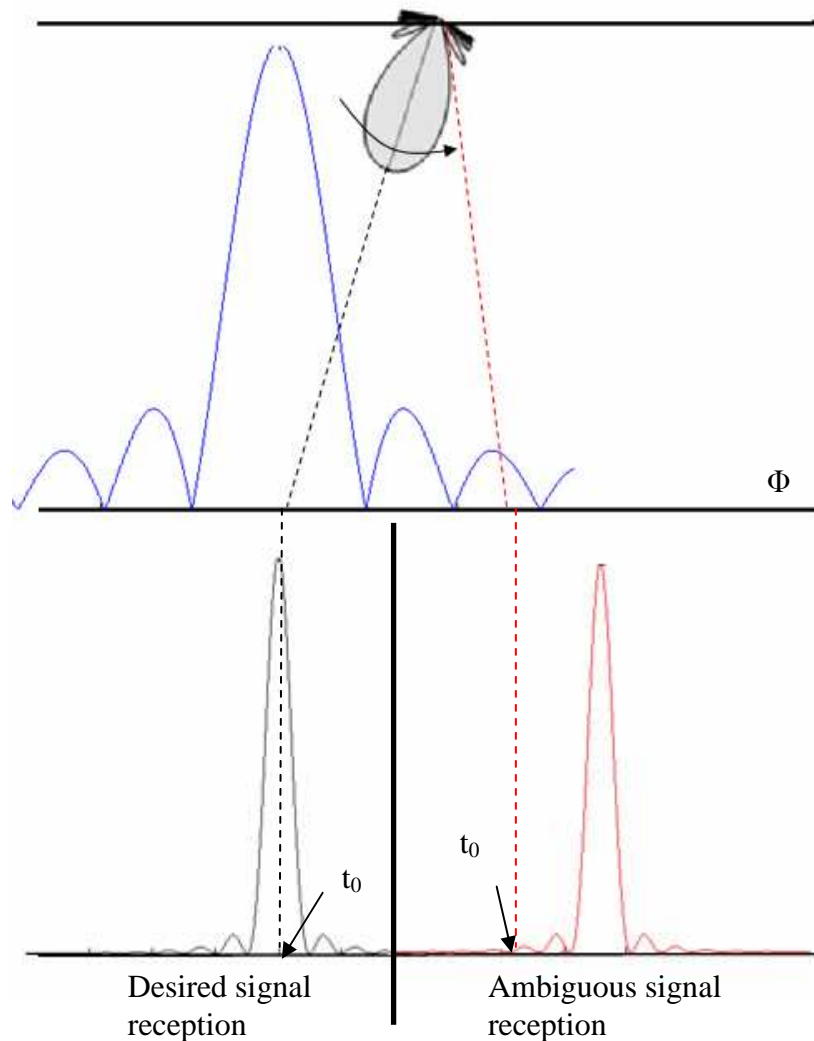 Φ
t₀
t₀
Desired signal
reception
Ambiguous signal
reception